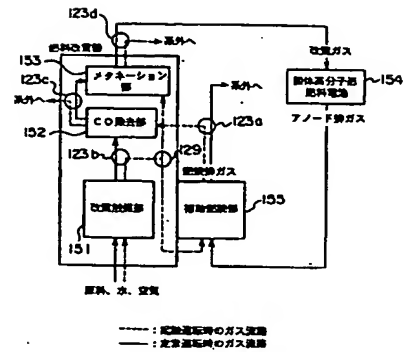 123d
系外へ
燃料改質器
改質ガス
153
メタネーション部
123c
系外へ
固体高分子型燃料電池
154
系外へ
152
CO除去部
123a
アノード排ガス
123b
129
燃焼排ガス
改質触媒部
151
補助燃焼部
155
原料、水、空気
:起動運転時のガス流路
:定常運転時のガス流路